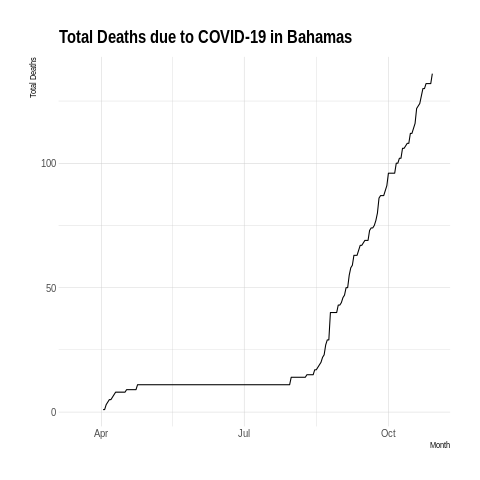 Total Deaths due to COVID-19 in Bahamas
Total Deaths
100
50
0
Apr
Jul
Oct
Month